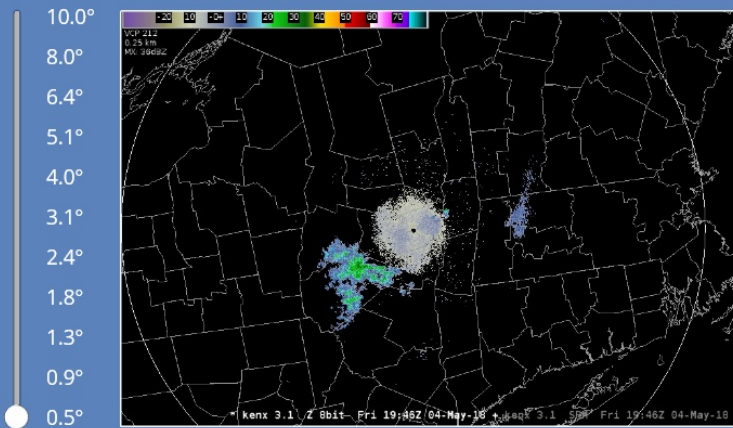 10.0°
8.0°
6.4°
5.1°
4.0°
3.1°
2.4°
1.8°
1.3°
0.9°
0.5°
-20 10 -0+ 10 20 30 40 50 60 70
VCP 212
0.25 km
MX: 36dBZ
* kenx 3.1 Z 8bit Fri 19:46Z 04-May-18 + kenx 3.1 SRM Fri 19:46Z 04-May-18